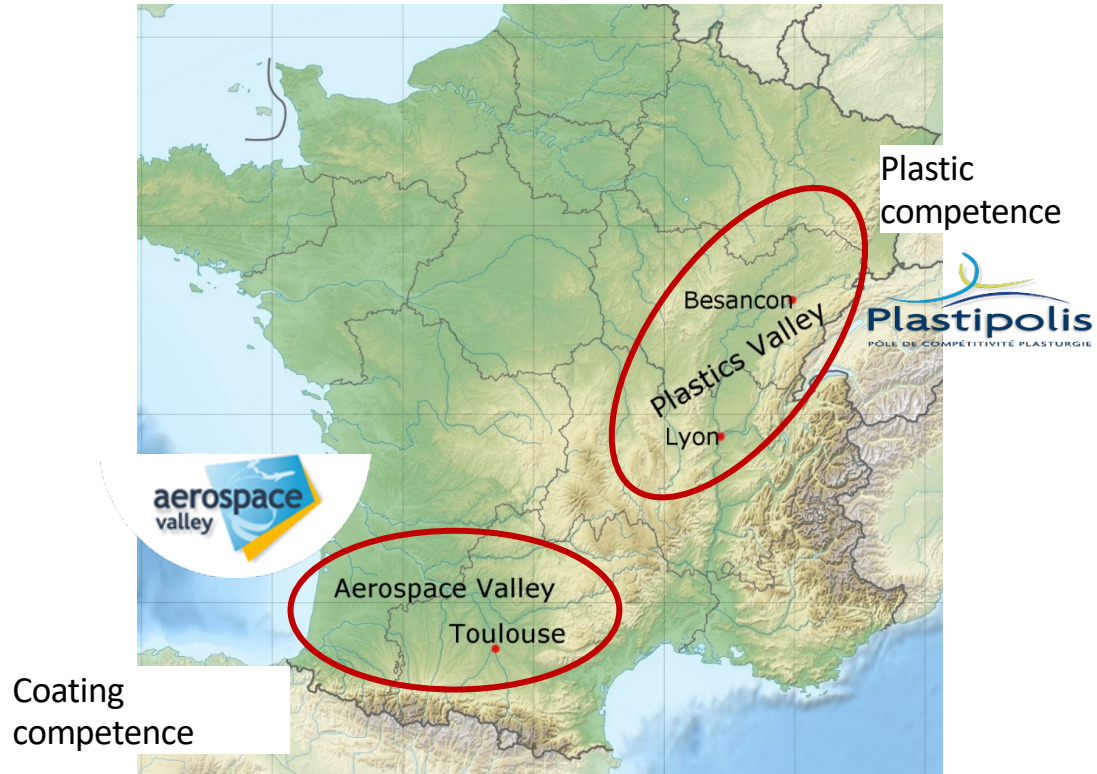 Plastic
competence
Besancon
Plastipolis
PÔLE DE COMPÉTITIVITÉ PLASTURGIE
Plastics Valley
Lyon
aerospace
valley
Aerospace Valley
Toulouse
Coating
competence